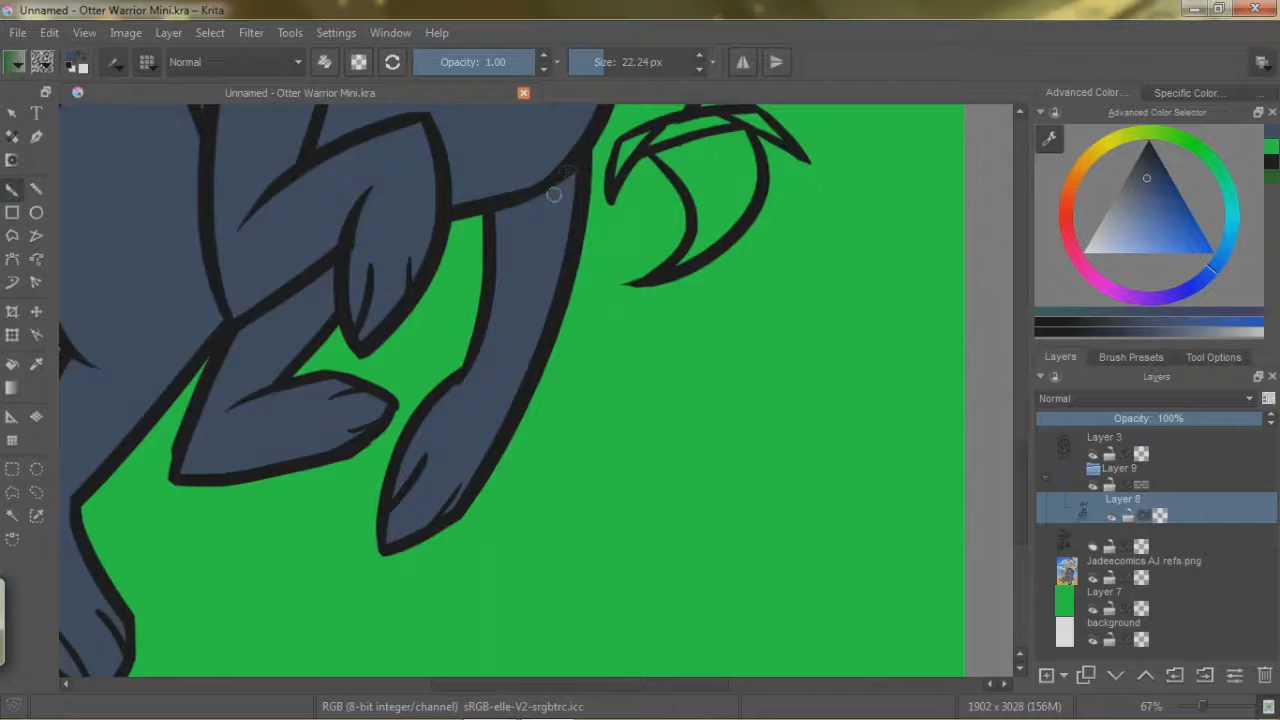 Unnamed - Otter Warrior Mini.kra – Krita
File Edit View Image Layer Select Filter Tools Settings Window Help
Normal Opacity: 1.00 Size: 22.24 px
Unnamed - Otter Warrior Mini.kra
Advanced Color... Specific Color... ...
Advanced Color Selector
Layers Brush Presets Tool Options
Layers
Normal
Opacity: 100%
Layer 3
Layer 9
Layer 8
Jadeecomics AJ refs.png
Layer 7
background
RGB (8-bit integer/channel) sRGB-elle-V2-srgbtrc.icc 1902 x 3028 (156M) 67%